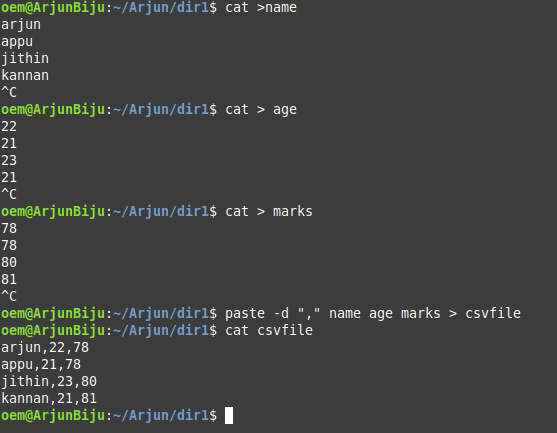 oem@ArjunBiju:~/Arjun/dir1$ cat >name
arjun
appu
jithin
kannan
^C
oem@ArjunBiju:~/Arjun/dir1$ cat > age
22
21
23
21
^C
oem@ArjunBiju:~/Arjun/dir1$ cat > marks
78
78
80
81
^C
oem@ArjunBiju:~/Arjun/dir1$ paste -d "," name age marks > csvfile
oem@ArjunBiju:~/Arjun/dir1$ cat csvfile
arjun,22,78
appu,21,78
jithin,23,80
kannan,21,81
oem@ArjunBiju:~/Arjun/dir1$